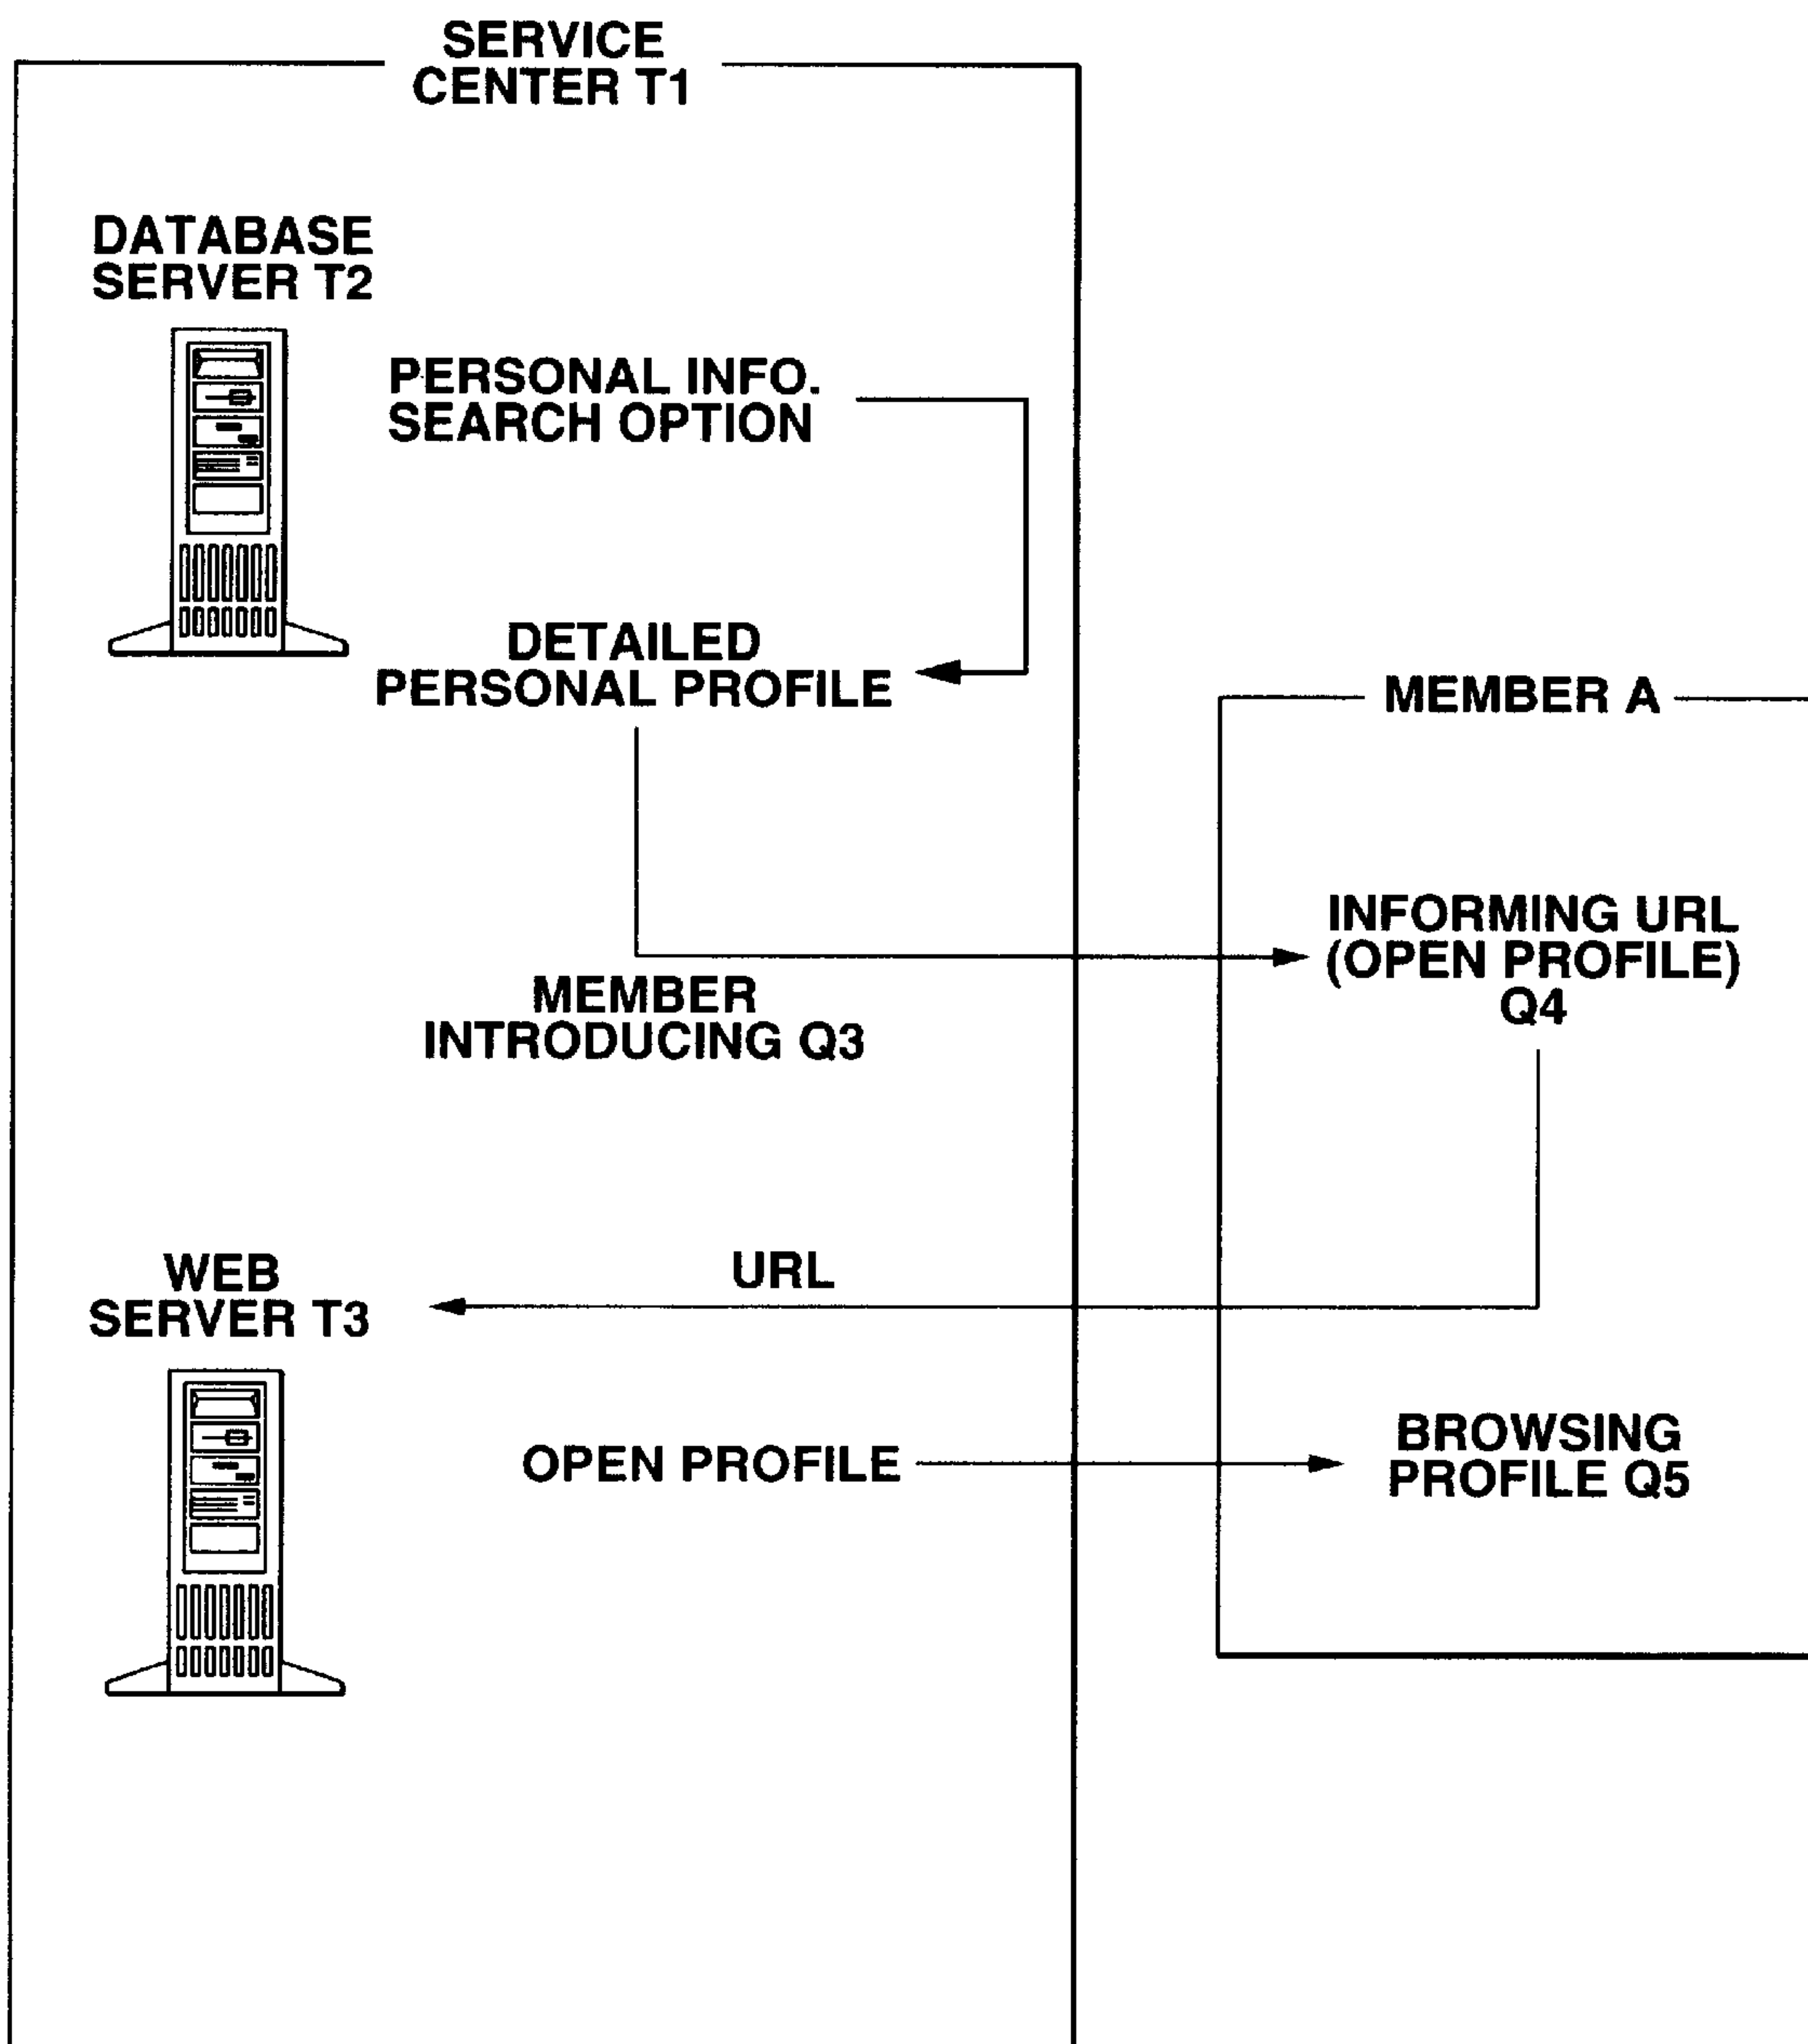 SERVICE
CENTER T1
DATABASE
SERVER T2
PERSONAL INFO.
SEARCH OPTION
DETAILED
PERSONAL PROFILE
MEMBER A
INFORMING URL
(OPEN PROFILE)
Q4
MEMBER
INTRODUCING Q3
WEB
SERVER T3
URL
OPEN PROFILE
BROWSING
PROFILE Q5